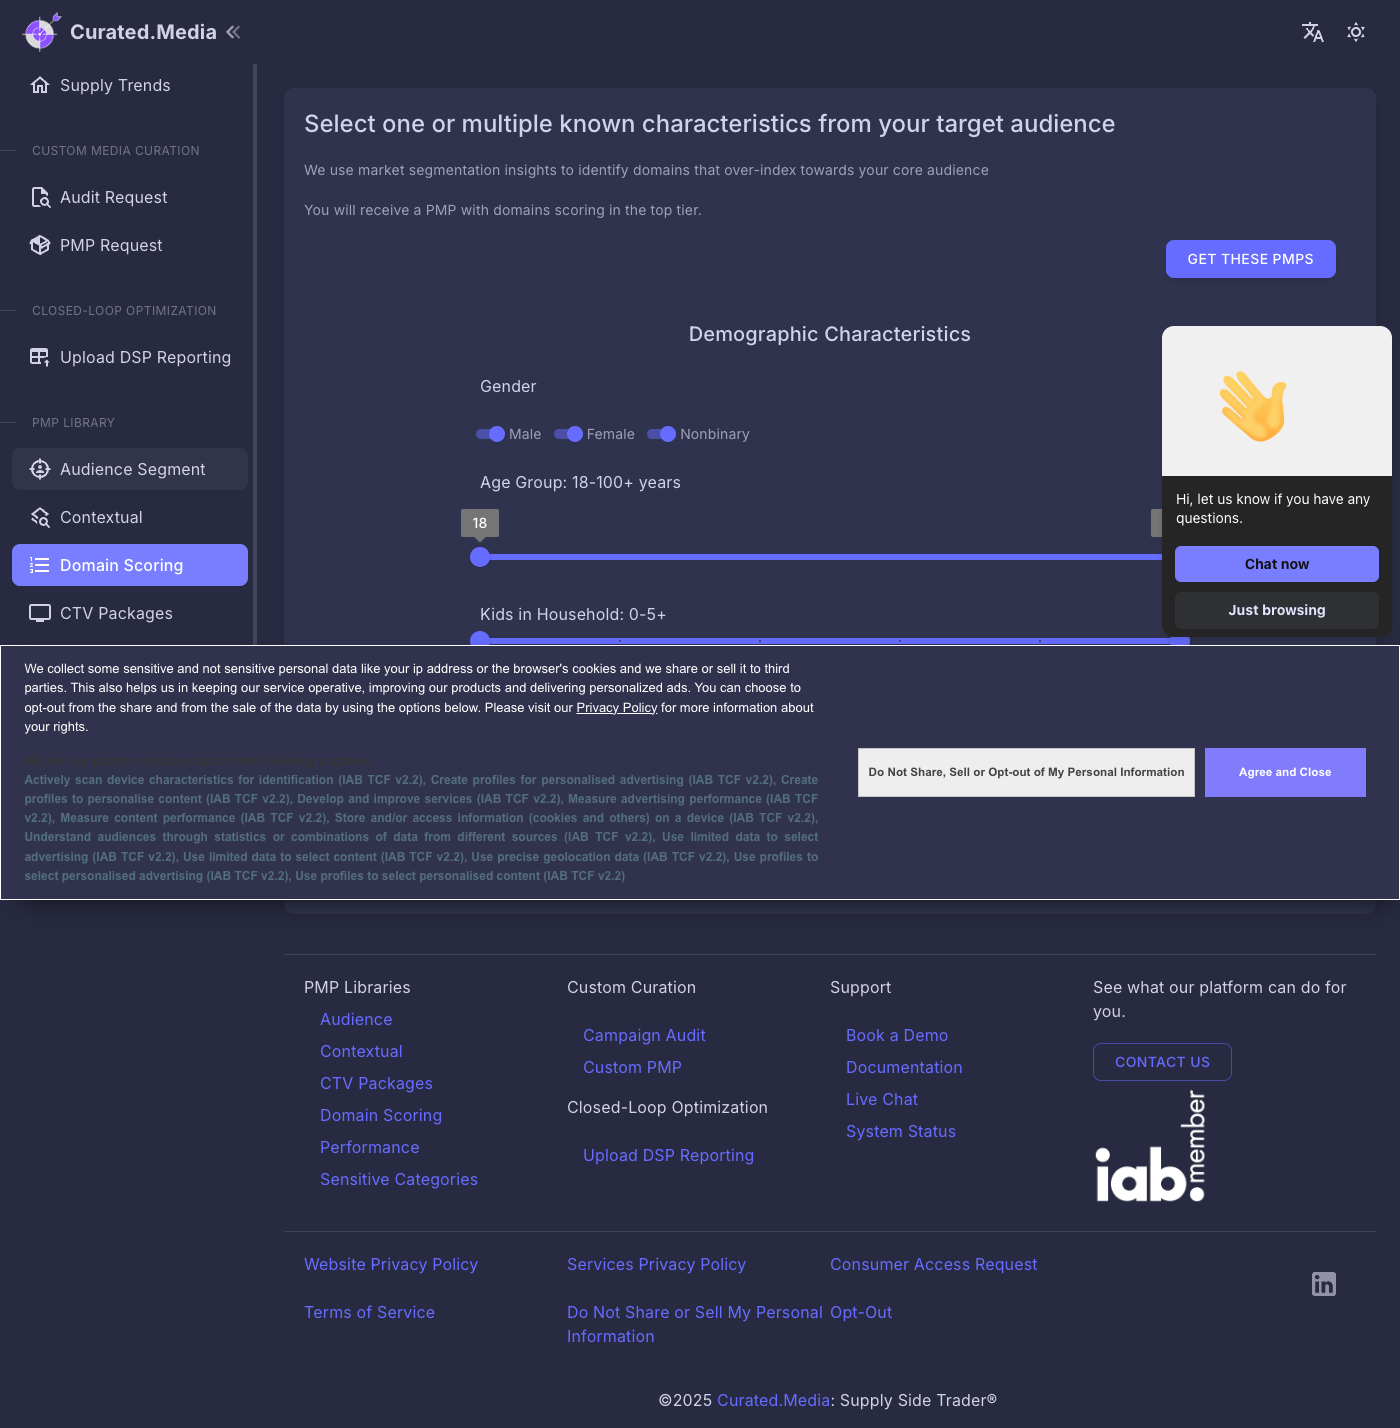 Curated.Media
Supply Trends
CUSTOM MEDIA CURATION
Audit Request
PMP Request
CLOSED-LOOP OPTIMIZATION
Upload DSP Reporting
PMP LIBRARY
Audience Segment
Contextual
Domain Scoring
CTV Packages
Select one or multiple known characteristics from your target audience
We use market segmentation insights to identify domains that over-index towards your core audience
You will receive a PMP with domains scoring in the top tier.
GET THESE PMPS
Demographic Characteristics
Gender
Male Female Nonbinary
Age Group: 18-100+ years
18
Kids in Household: 0-5+
Hi, let us know if you have any
questions.
Chat now
Just browsing
We collect some sensitive and not sensitive personal data like your ip address or the browser's cookies and we share or sell it to third
parties. This also helps us in keeping our service operative, improving our products and delivering personalized ads. You can choose to
opt-out from the share and from the sale of the data by using the options below. Please visit our Privacy Policy for more information about
your rights.
Actively scan device characteristics for identification (IAB TCF v2.2), Create profiles for personalised advertising (IAB TCF v2.2), Create
profiles to personalise content (IAB TCF v2.2), Develop and improve services (IAB TCF v2.2), Measure advertising performance (IAB TCF
v2.2), Measure content performance (IAB TCF v2.2), Store and/or access information (cookies and others) on a device (IAB TCF v2.2),
Understand audiences through statistics or combinations of data from different sources (IAB TCF v2.2), Use limited data to select
advertising (IAB TCF v2.2), Use limited data to select content (IAB TCF v2.2), Use precise geolocation data (IAB TCF v2.2), Use profiles to
select personalised advertising (IAB TCF v2.2), Use profiles to select personalised content (IAB TCF v2.2)
Do Not Share, Sell or Opt-out of My Personal Information
Agree and Close
PMP Libraries
Audience
Contextual
CTV Packages
Domain Scoring
Performance
Sensitive Categories
Custom Curation
Campaign Audit
Custom PMP
Closed-Loop Optimization
Upload DSP Reporting
Support
Book a Demo
Documentation
Live Chat
System Status
See what our platform can do for
you.
CONTACT US
iab. member
Website Privacy Policy
Services Privacy Policy
Consumer Access Request
Terms of Service
Do Not Share or Sell My Personal
Information
Opt-Out
©2025 Curated.Media: Supply Side Trader®